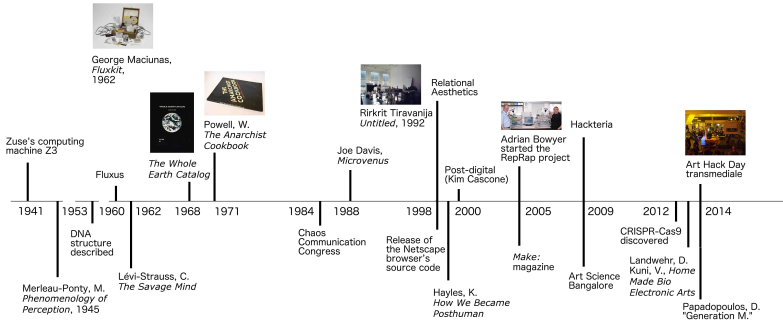 George Maciunas,
Fluxkit,
1962
Zuse's computing
machine Z3
The Whole
Earth Catalog
Powell, W.
The Anarchist
Cookbook
Rirkrit Tiravanija
Untitled, 1992
Relational
Aesthetics
Adrian Bowyer
started the
RepRap project
Hackteria
Art Hack Day
transmediale
Fluxus
Joe Davis,
Microvenus
Post-digital
(Kim Cascone)
1941
1953
1960
1962
1968
1971
1984
1988
1998
2000
2005
2009
2012
2014
DNA
structure
described
Merleau-Ponty, M.
Phenomenology of
Perception, 1945
Lévi-Strauss, C.
The Savage Mind
Chaos
Communication
Congress
Release of
the Netscape
browser's
source code
Hayles, K.
How We Became
Posthuman
Make:
magazine
Art Science
Bangalore
CRISPR-Cas9
discovered
Landwehr, D.
Kuni, V., Home
Made Bio
Electronic Arts
Papadopoulos, D.
"Generation M."
THE
ANARCHIST
COOKBOOK